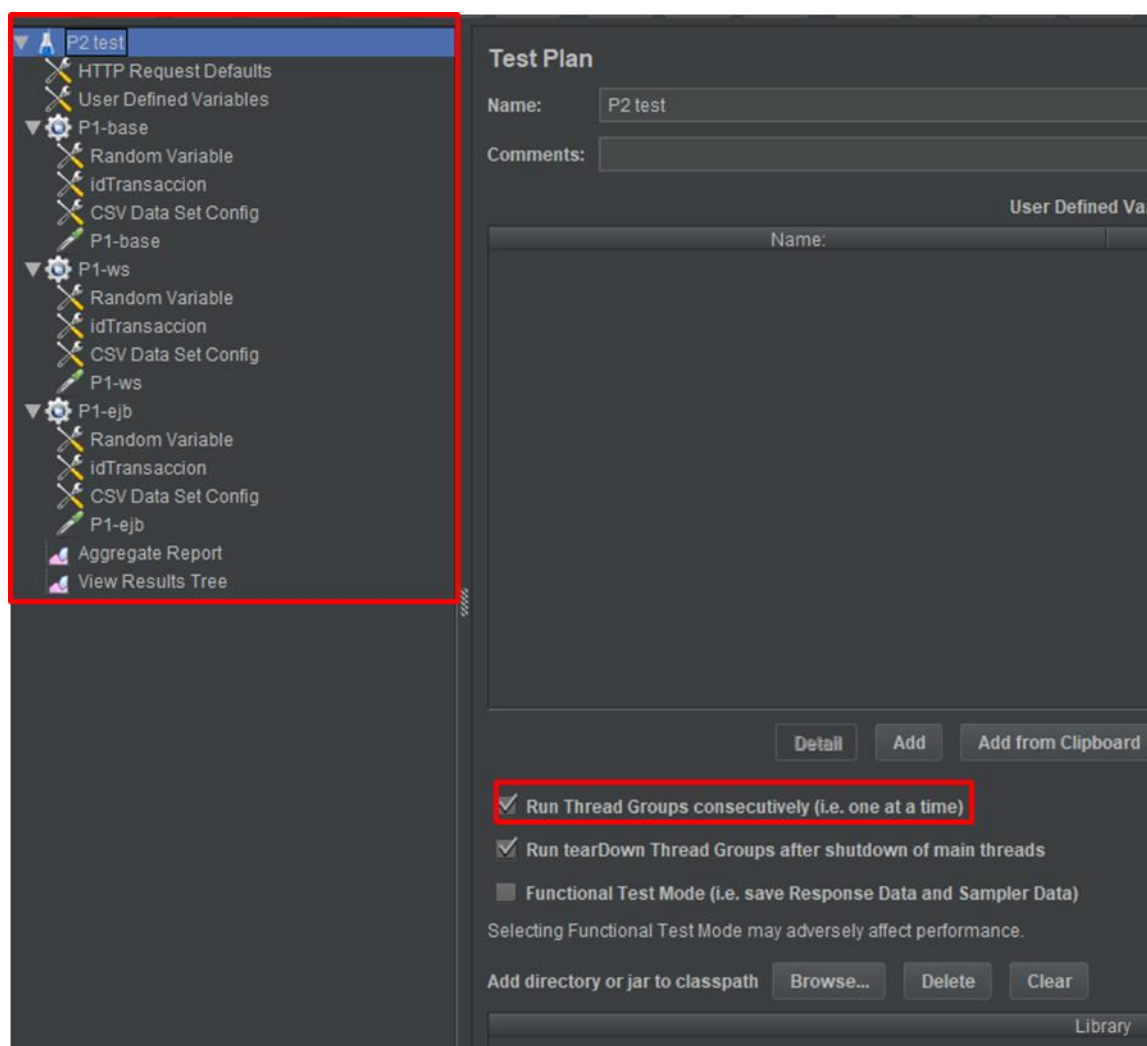 P2 test
HTTP Request Defaults
User Defined Variables
P1-base
Random Variable
idTransaccion
CSV Data Set Config
P1-base
P1-ws
Random Variable
idTransaccion
CSV Data Set Config
P1-ws
P1-ejb
Random Variable
idTransaccion
CSV Data Set Config
P1-ejb
Aggregate Report
View Results Tree
Test Plan
Name: P2 test
Comments:
User Defined Va
Name:
Detail Add Add from Clipboard
Run Thread Groups consecutively (i.e. one at a time)
Run tearDown Thread Groups after shutdown of main threads
Functional Test Mode (i.e. save Response Data and Sampler Data)
Selecting Functional Test Mode may adversely affect performance.
Add directory or jar to classpath Browse... Delete Clear
Library